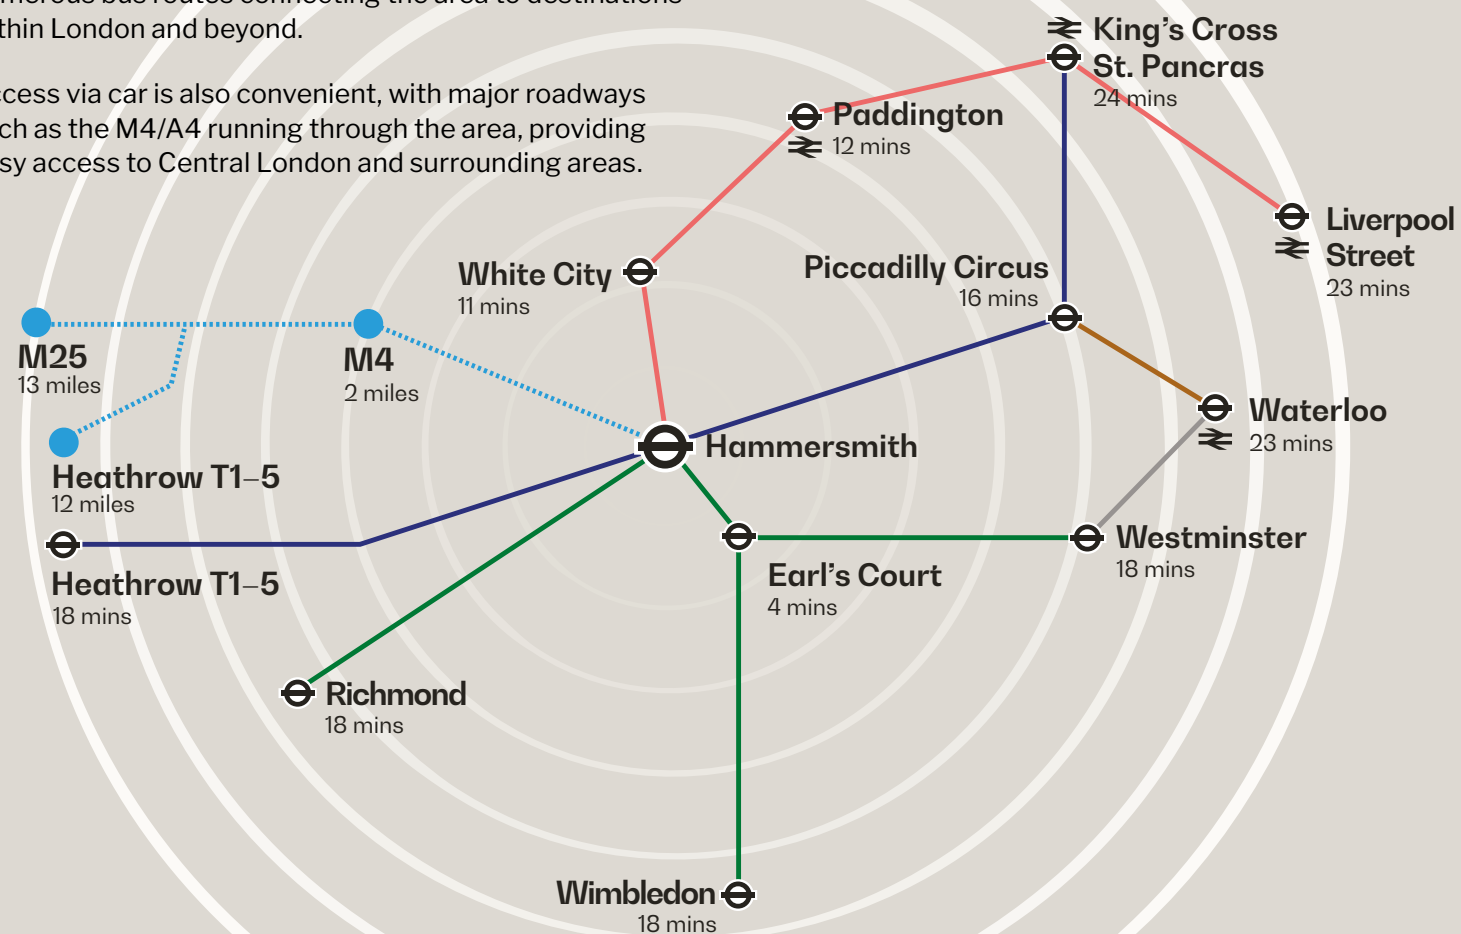 thin London and beyond.
ccess via car is also convenient, with major roadways
ch as the M4/A4 running through the area, providing
sy access to Central London and surrounding areas.
King's Cross
St. Pancras
24 mins
Paddington
12 mins
Liverpool
Street
23 mins
White City
11 mins
Piccadilly Circus
16 mins
M25
13 miles
M4
2 miles
Waterloo
23 mins
Hammersmith
Heathrow T1–5
12 miles
Westminster
18 mins
Earl's Court
4 mins
Heathrow T1–5
18 mins
Richmond
18 mins
Wimbledon
18 mins